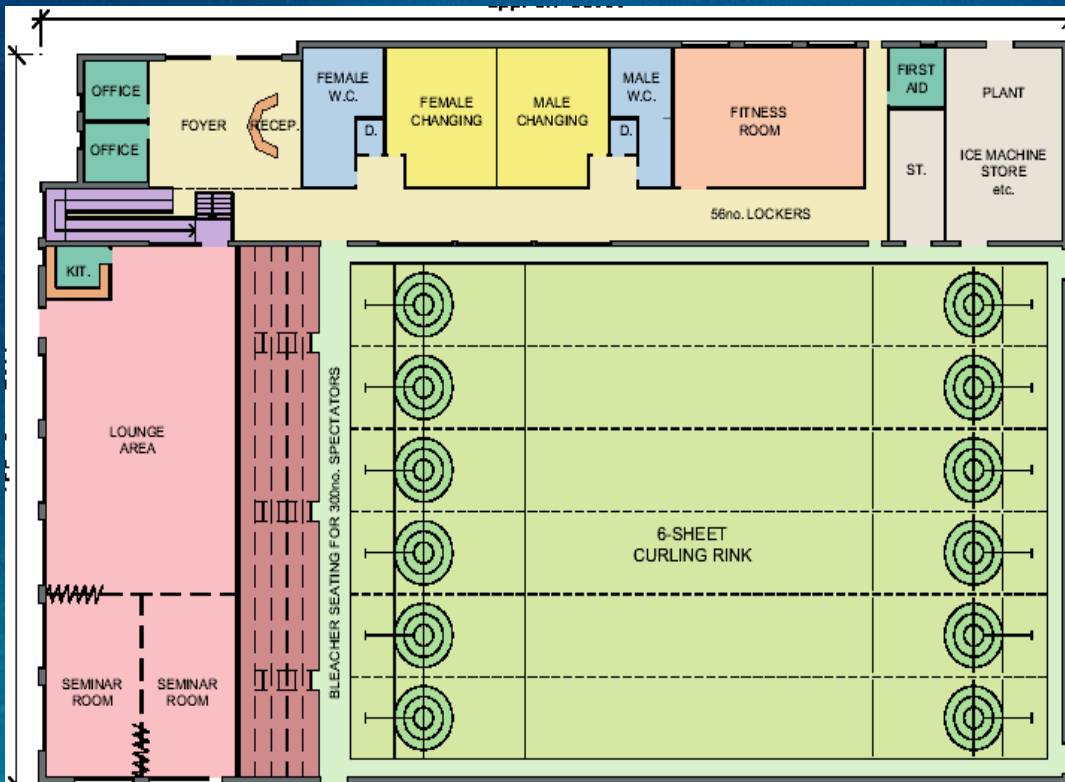 OFFICE
OFFICE
FOYER
RECEP.
FEMALE
W.C.
D.
FEMALE
CHANGING
MALE
CHANGING
MALE
W.C.
D.
FITNESS
ROOM
FIRST
AID
ST.
PLANT
ICE MACHINE
STORE
etc.
56no. LOCKERS
KIT.
LOUNGE
AREA
SEMINAR
ROOM
SEMINAR
ROOM
BLEACHER SEATING FOR 300no. SPECTATORS
6-SHEET
CURLING RINK